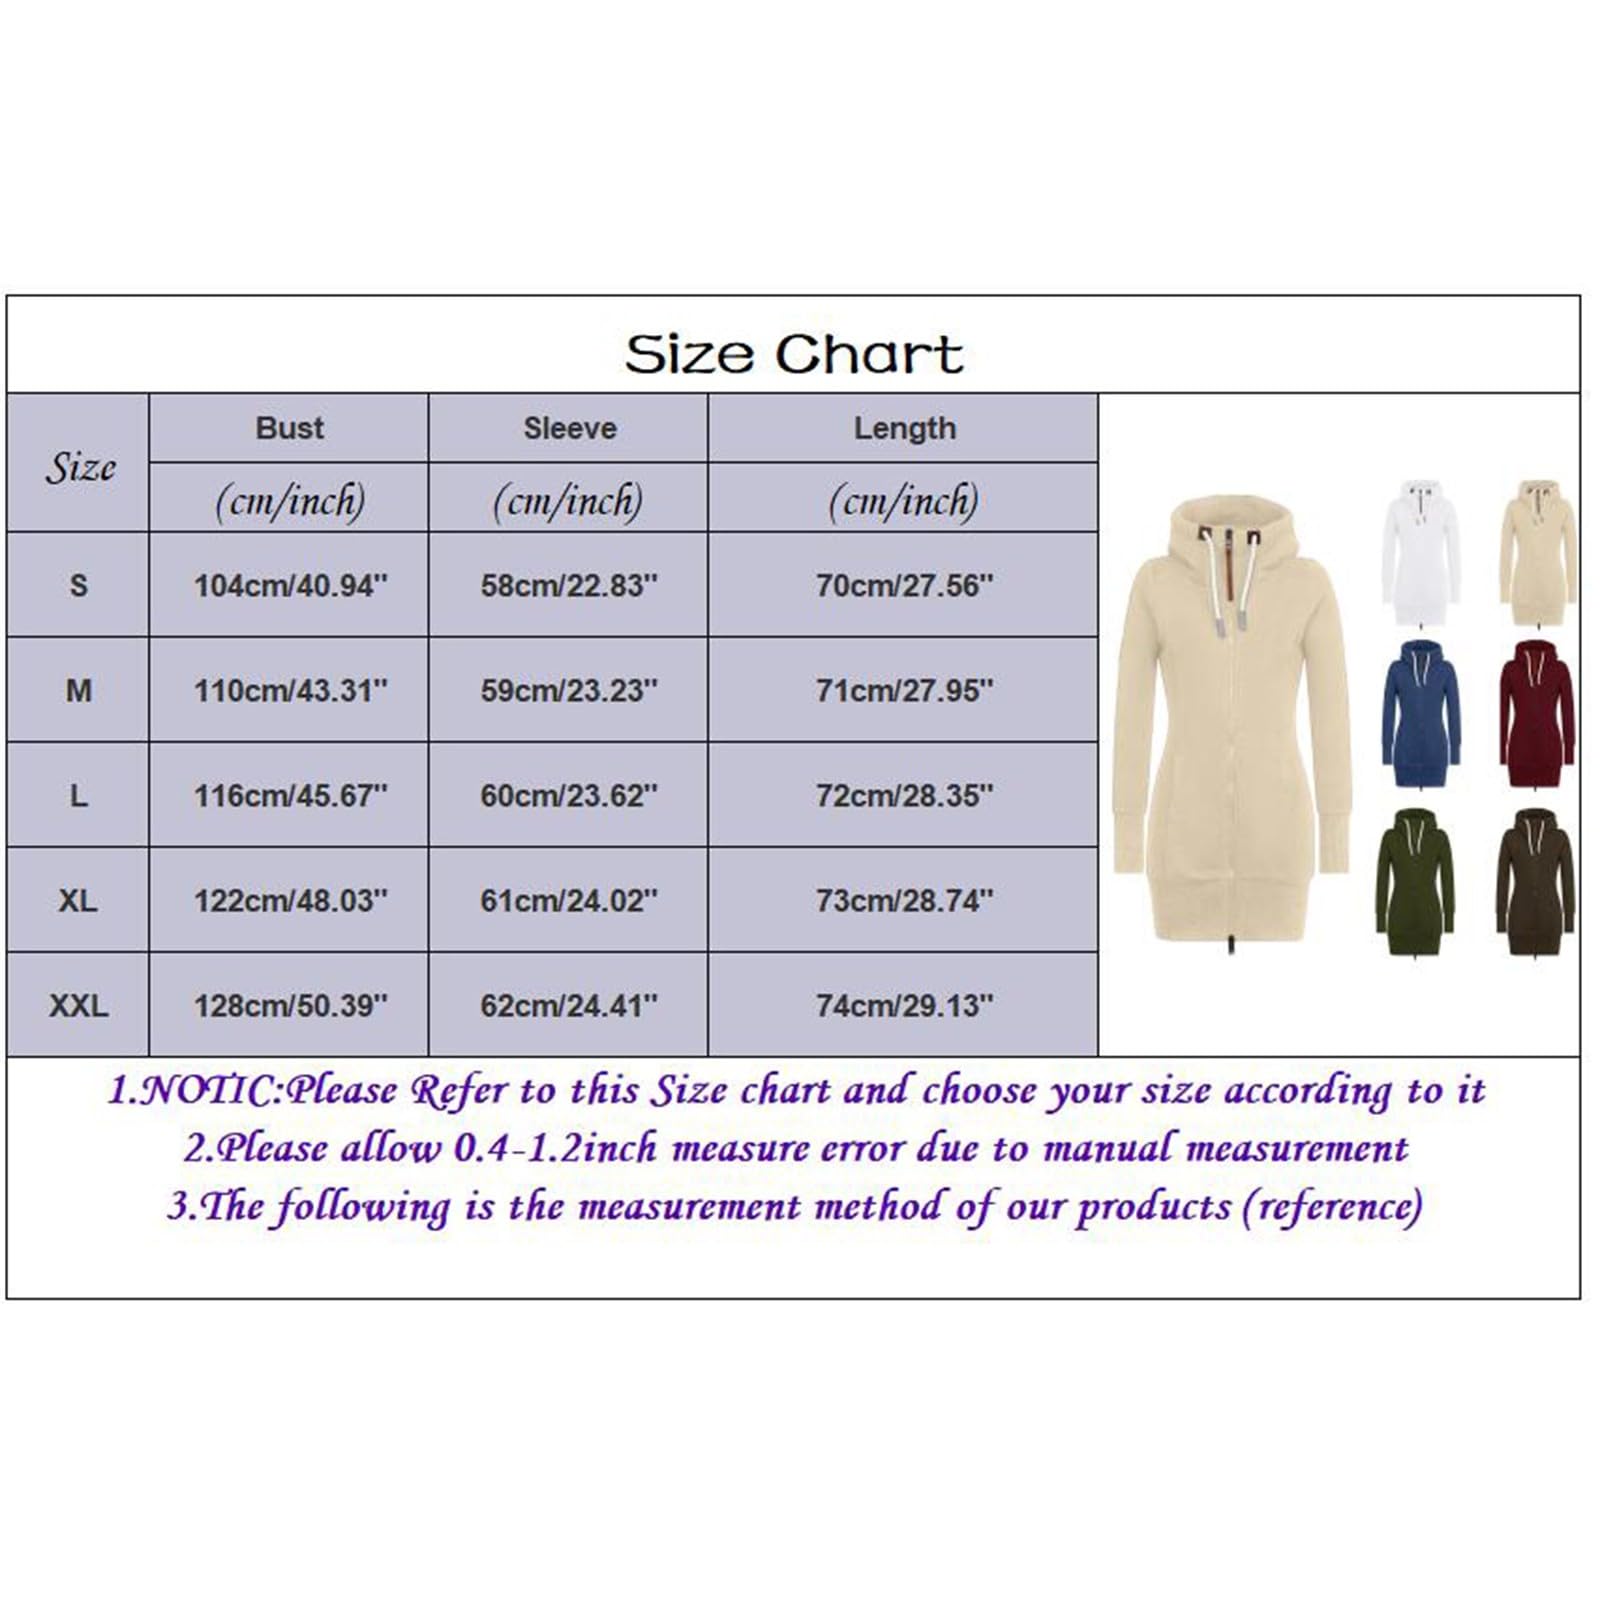 Size Chart
Size Bust Sleeve Length
(cm/inch) (cm/inch) (cm/inch)
S 104cm/40.94" 58cm/22.83" 70cm/27.56"
M 110cm/43.31" 59cm/23.23" 71cm/27.95"
L 116cm/45.67" 60cm/23.62" 72cm/28.35"
XL 122cm/48.03" 61cm/24.02" 73cm/28.74"
XXL 128cm/50.39" 62cm/24.41" 74cm/29.13"
1.NOTIC:Please Refer to this Size chart and choose your size according to it
2.Please allow 0.4-1.2inch measure error due to manual measurement
3.The following is the measurement method of our products (reference)